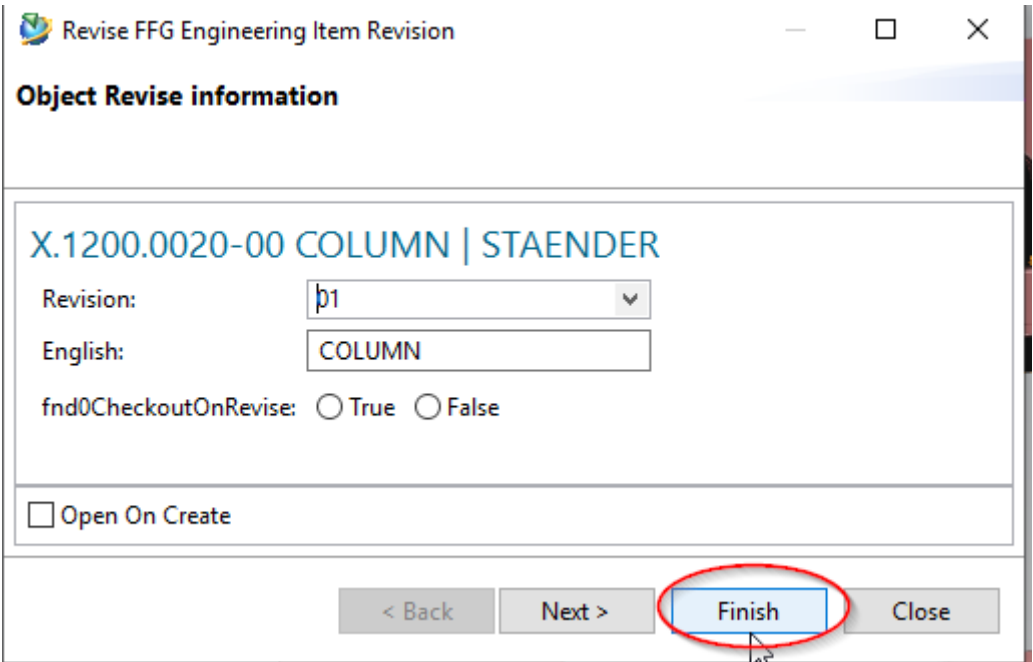 Revise FFG Engineering Item Revision
Object Revise information
X.1200.0020-00 COLUMN | STAENDER
Revision: 01
English: COLUMN
fnd0CheckoutOnRevise: True False
Open On Create
< Back Next > Finish Close